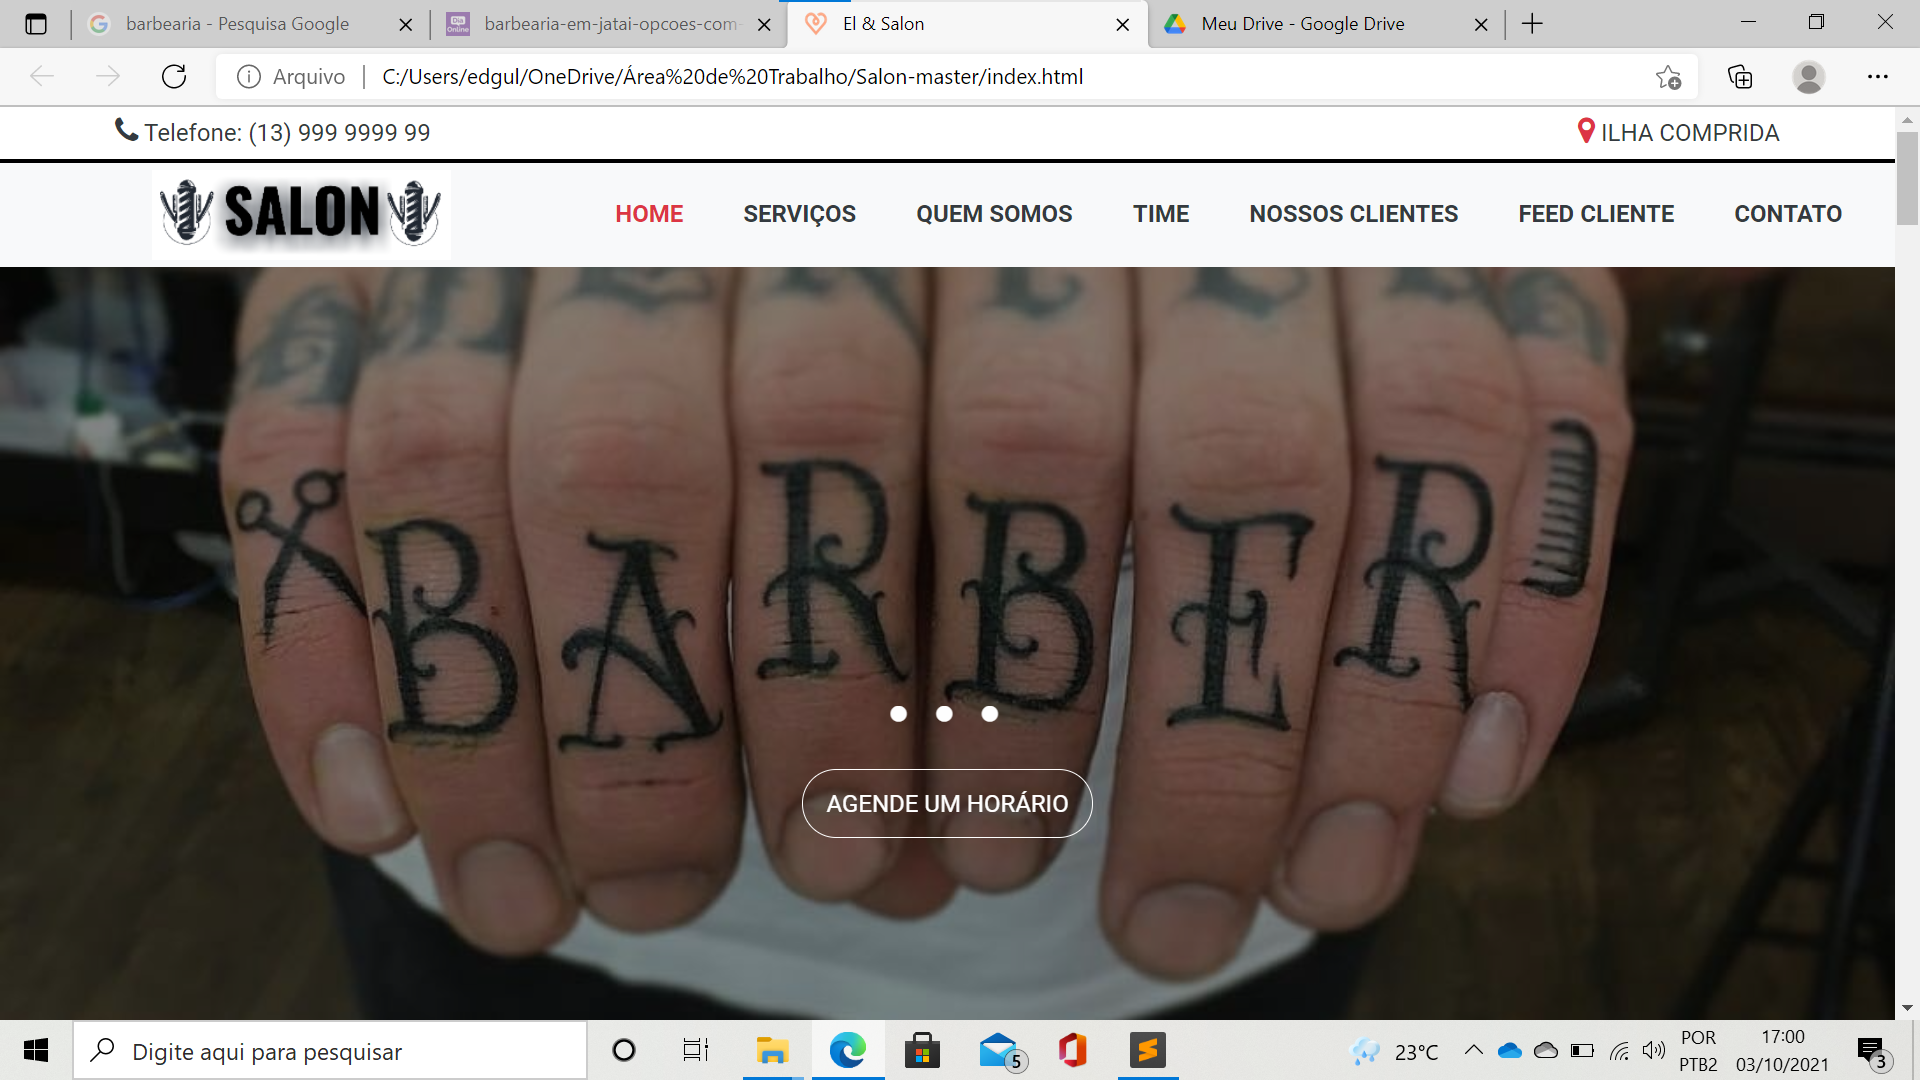 barbearia - Pesquisa Google
barbearia-em-jatai-opcoes-com-
El & Salon
Meu Drive - Google Drive
Arquivo
C:/Users/edgul/OneDrive/Área%20de%20Trabalho/Salon-master/index.html
Telefone: (13) 999 9999 99
ILHA COMPRIDA
SALON
HOME
SERVIÇOS
QUEM SOMOS
TIME
NOSSOS CLIENTES
FEED CLIENTE
CONTATO
BARBER
AGENDE UM HORÁRIO
Digite aqui para pesquisar
5
23°C
POR
PTB2
17:00
03/10/2021
3